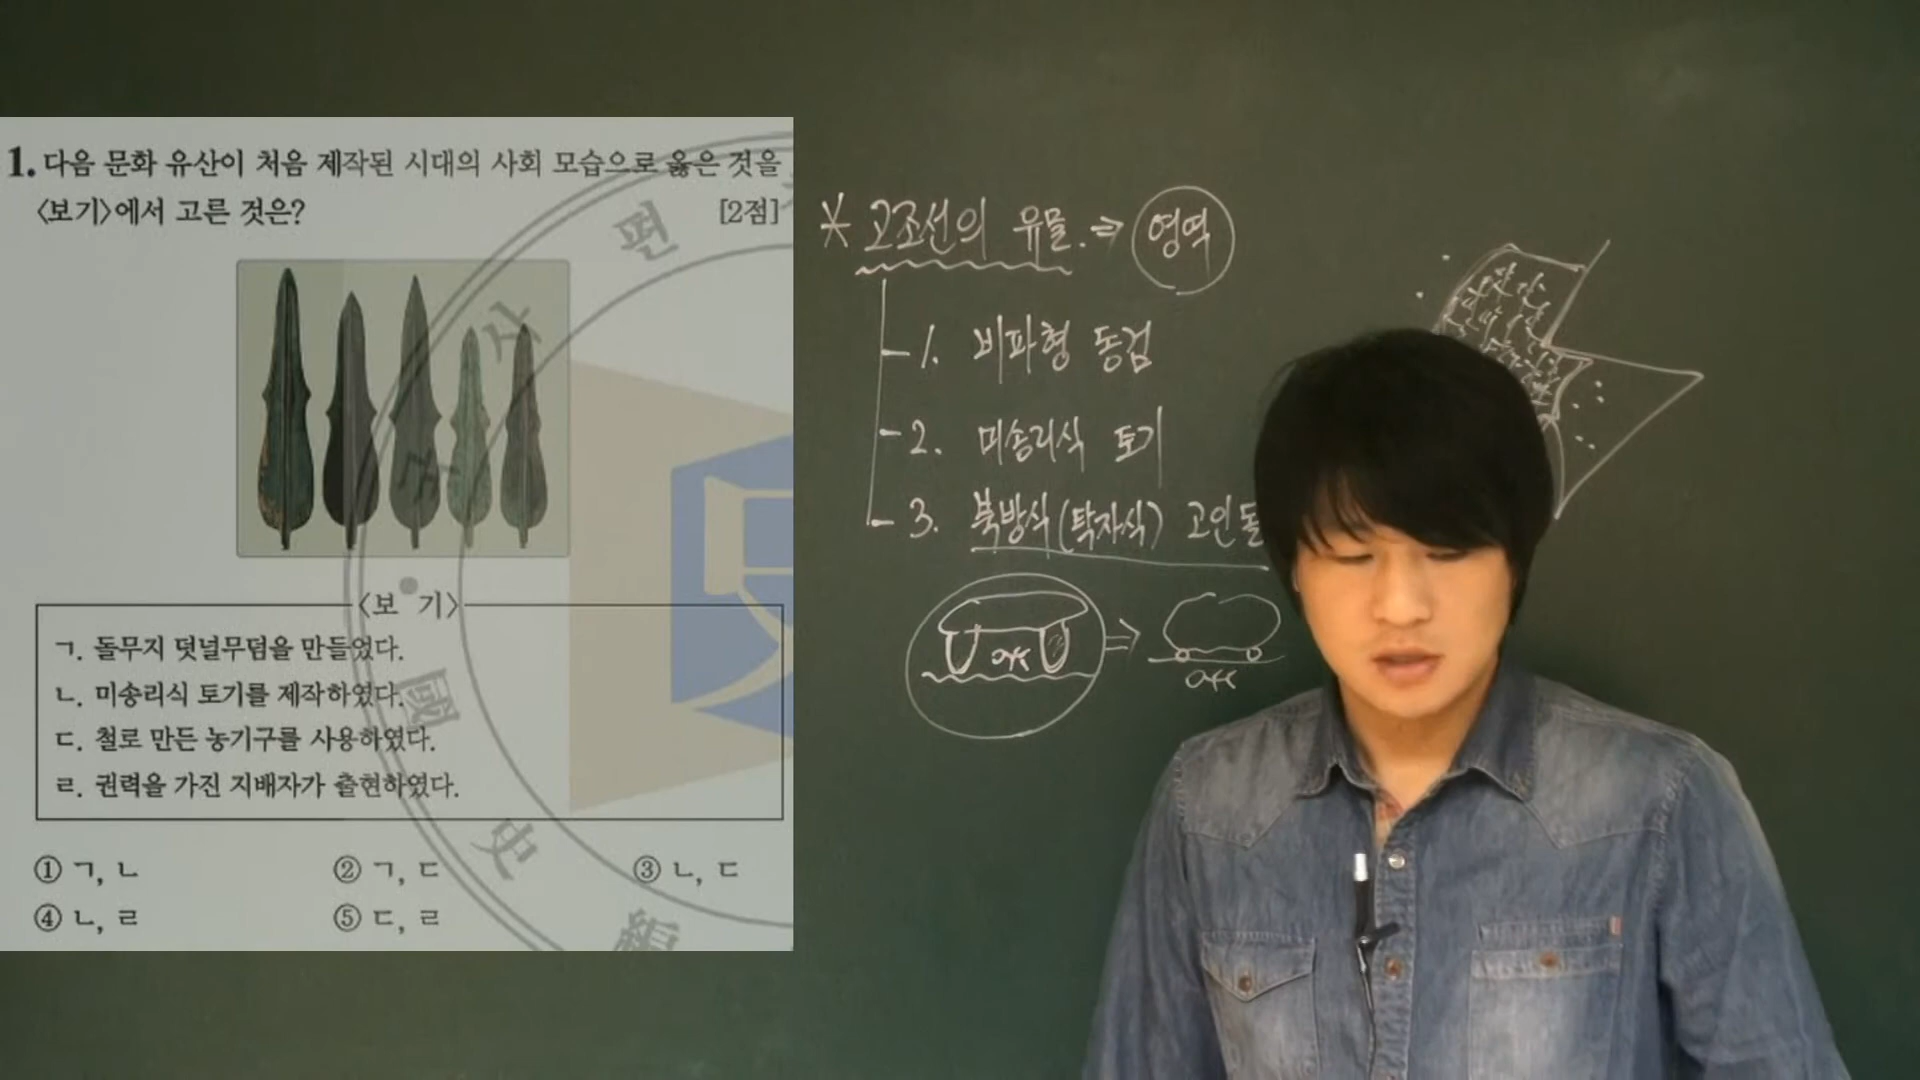 1. 다음 문화 유산이 처음 제작된 시대의 사회 모습으로 옳은 것을
<보기>에서 고른 것은? [2점]
<보 기>
ㄱ. 돌무지 덧널무덤을 만들었다.
ㄴ. 미송리식 토기를 제작하였다.
ㄷ. 철로 만든 농기구를 사용하였다.
ㄹ. 권력을 가진 지배자가 출현하였다.
① ㄱ, ㄴ ② ㄱ, ㄷ ③ ㄴ, ㄷ
④ ㄴ, ㄹ ⑤ ㄷ, ㄹ
편
사
國
史
編
* 고조선의 유물. ⇒ 영역
1. 비파형 동검
2. 미송리식 토기
3. 북방식(탁자식) 고인돌